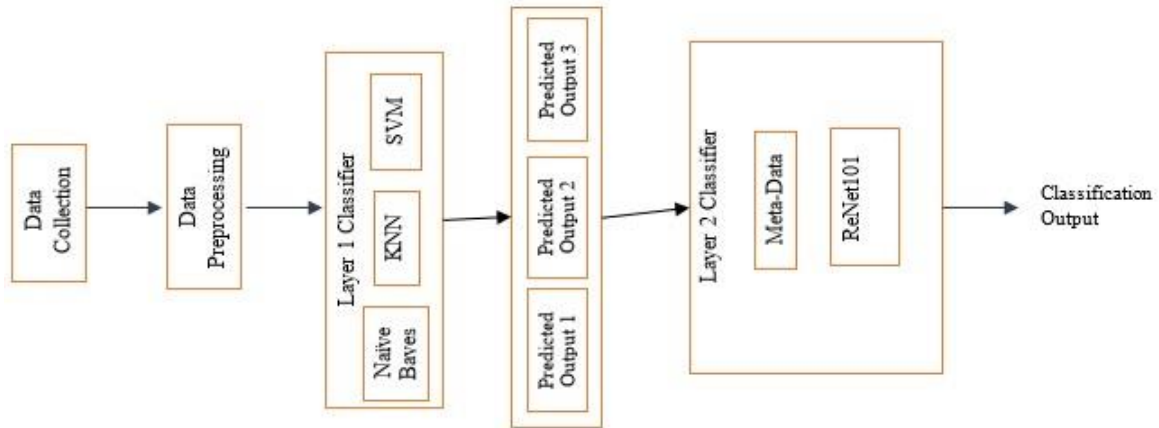 Data
Collection
Data
Preprocessing
Layer 1 Classifier
Naïve
Bayes
KNN
SVM
Predicted
Output 1
Predicted
Output 2
Predicted
Output 3
Layer 2 Classifier
Meta-Data
ReNet101
Classification
Output